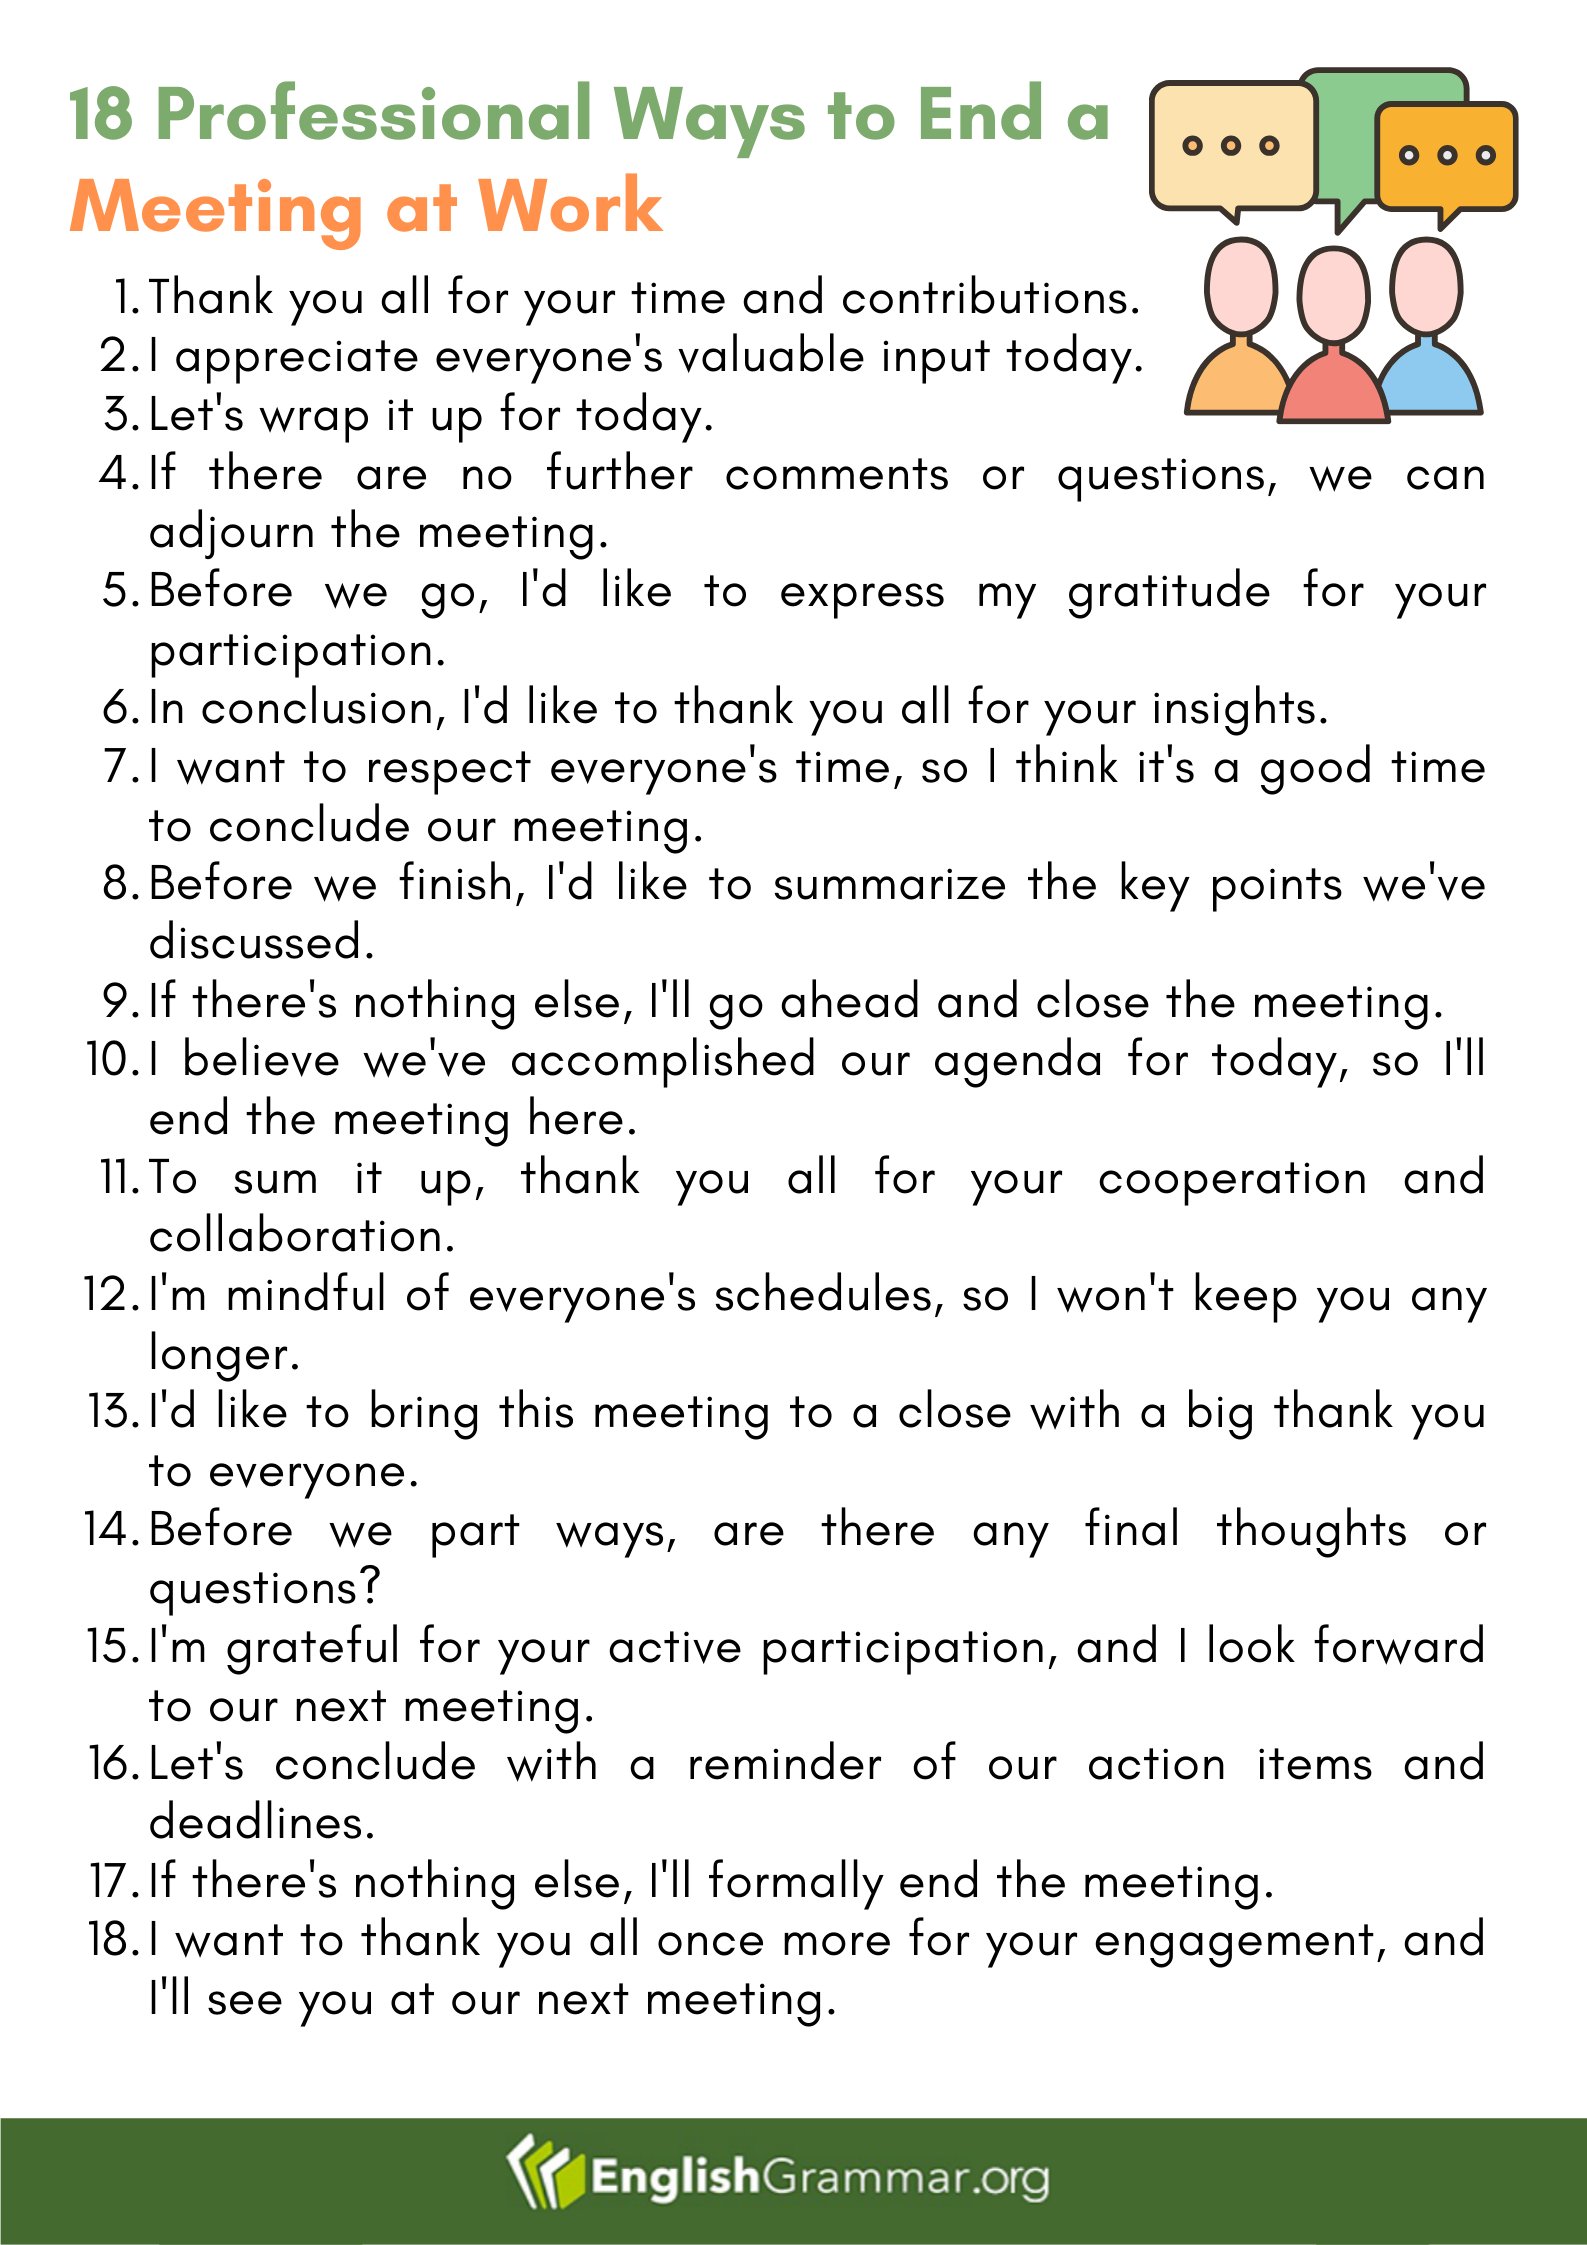 18 Professional Ways to End a
Meeting at Work
1. Thank you all for your time and contributions.
2. I appreciate everyone's valuable input today.
3. Let's wrap it up for today.
4. If there are no further comments or questions, we can
adjourn the meeting.
5. Before we go, I'd like to express my gratitude for your
participation.
6. In conclusion, I'd like to thank you all for your insights.
7. I want to respect everyone's time, so I think it's a good time
to conclude our meeting.
8. Before we finish, I'd like to summarize the key points we've
discussed.
9. If there's nothing else, I'll go ahead and close the meeting.
10. I believe we've accomplished our agenda for today, so I'll
end the meeting here.
11. To sum it up, thank you all for your cooperation and
collaboration.
12. I'm mindful of everyone's schedules, so I won't keep you any
longer.
13. I'd like to bring this meeting to a close with a big thank you
to everyone.
14. Before we part ways, are there any final thoughts or
questions?
15. I'm grateful for your active participation, and I look forward
to our next meeting.
16. Let's conclude with a reminder of our action items and
deadlines.
17. If there's nothing else, I'll formally end the meeting.
18. I want to thank you all once more for your engagement, and
I'll see you at our next meeting.
EnglishGrammar.org